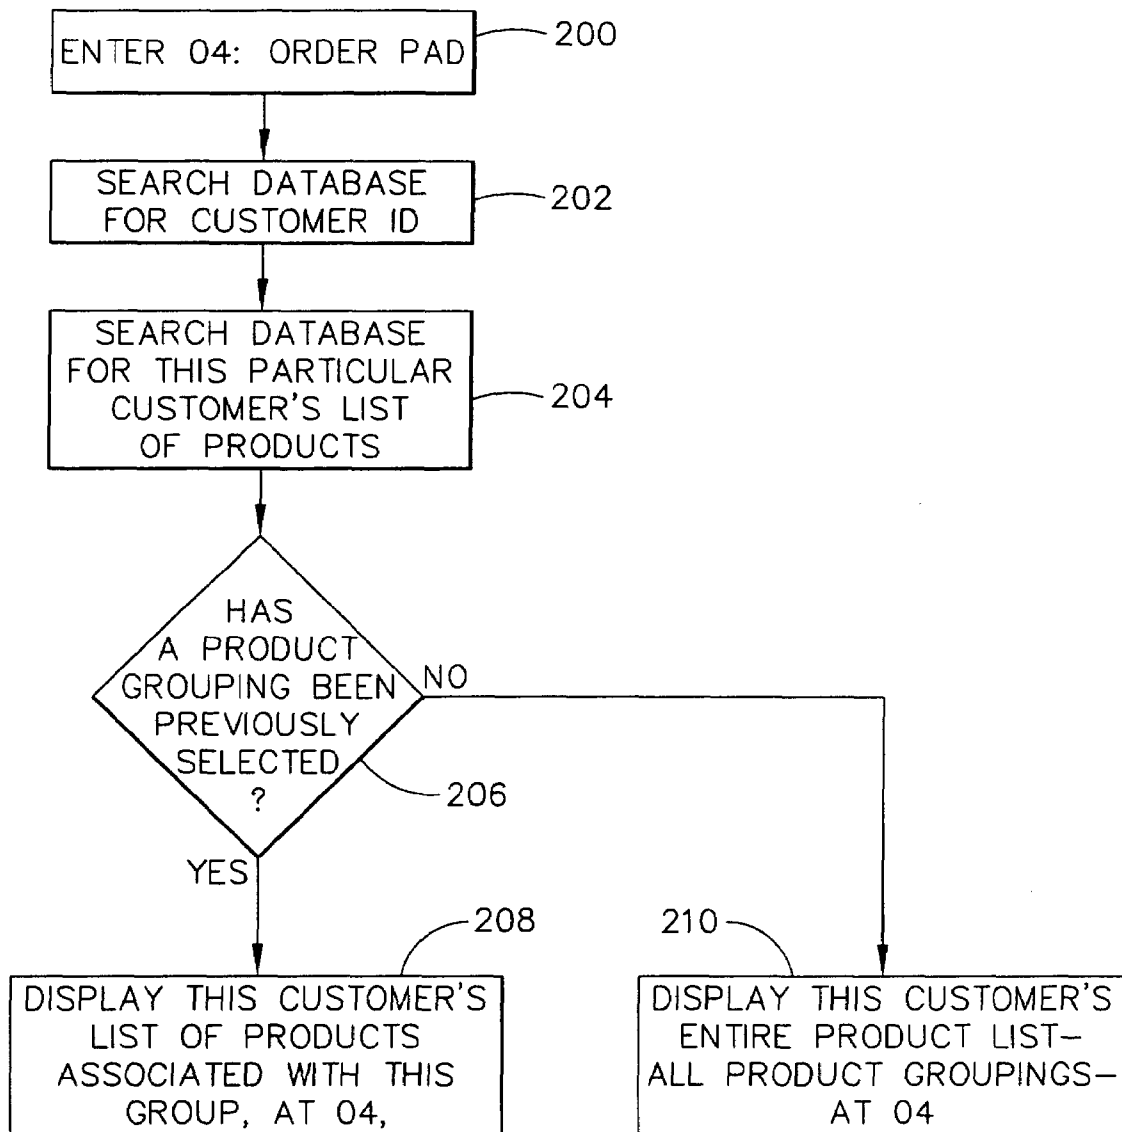 ENTER 04: ORDER PAD
200
SEARCH DATABASE
FOR CUSTOMER ID
202
SEARCH DATABASE
FOR THIS PARTICULAR
CUSTOMER'S LIST
OF PRODUCTS
204
HAS
A PRODUCT
GROUPING BEEN
PREVIOUSLY
SELECTED
?
NO
206
YES
208
DISPLAY THIS CUSTOMER'S
LIST OF PRODUCTS
ASSOCIATED WITH THIS
GROUP, AT 04,
210
DISPLAY THIS CUSTOMER'S
ENTIRE PRODUCT LIST–
ALL PRODUCT GROUPINGS–
AT 04